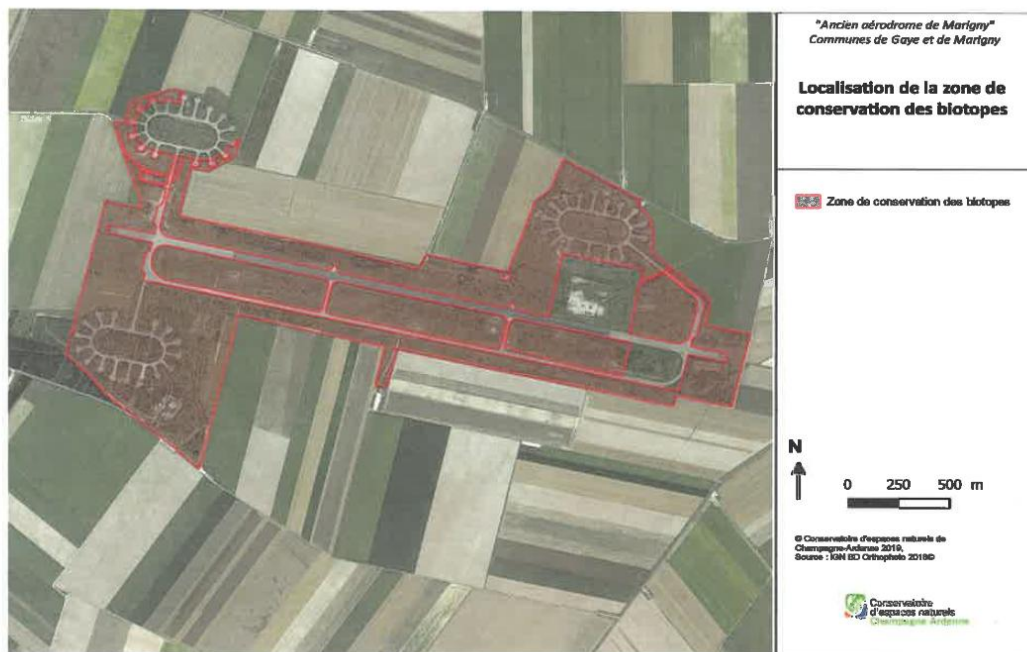 "Ancien aérodrome de Marigny"
Communes de Gaye et de Marigny
Localisation de la zone de
conservation des biotopes
Zone de conservation des biotopes
N
0 250 500 m
© Conservatoire d'espaces naturels de
Champagne-Ardenne 2019,
Source : IGN BD Orthophoto 2018©
Conservatoire
d'espaces naturels
Champagne Ardenne